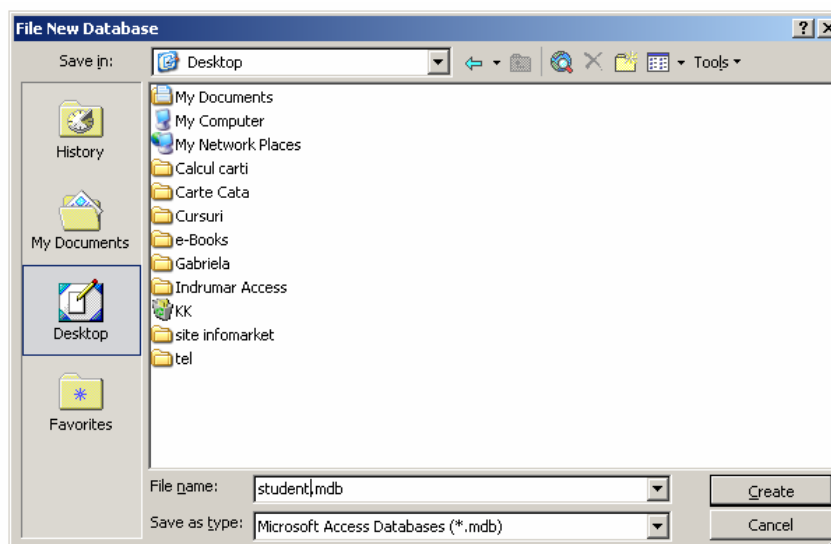 File New Database
Save in:
Desktop
Tools
History
My Documents
Desktop
Favorites
My Documents
My Computer
My Network Places
Calcul carti
Carte Cata
Cursuri
e-Books
Gabriela
Indrumar Access
KK
site infomarket
tel
File name:
student.mdb
Create
Save as type:
Microsoft Access Databases (*.mdb)
Cancel